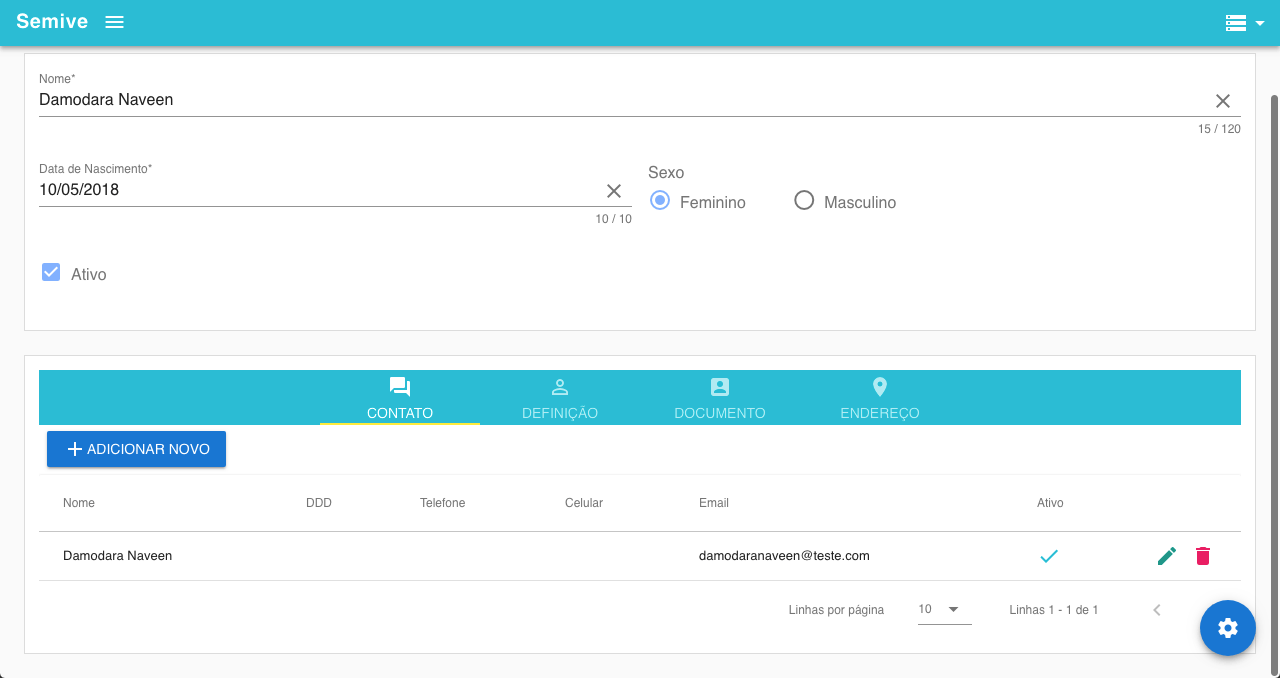 Semive
Nome*
Damodara Naveen
15 / 120
Data de Nascimento*
10/05/2018
10 / 10
Sexo
Feminino
Masculino
Ativo
CONTATO
DEFINIÇÃO
DOCUMENTO
ENDEREÇO
ADICIONAR NOVO
Nome DDD Telefone Celular Email Ativo
Damodara Naveen damodaranaveen@teste.com
Linhas por página 10 Linhas 1 - 1 de 1